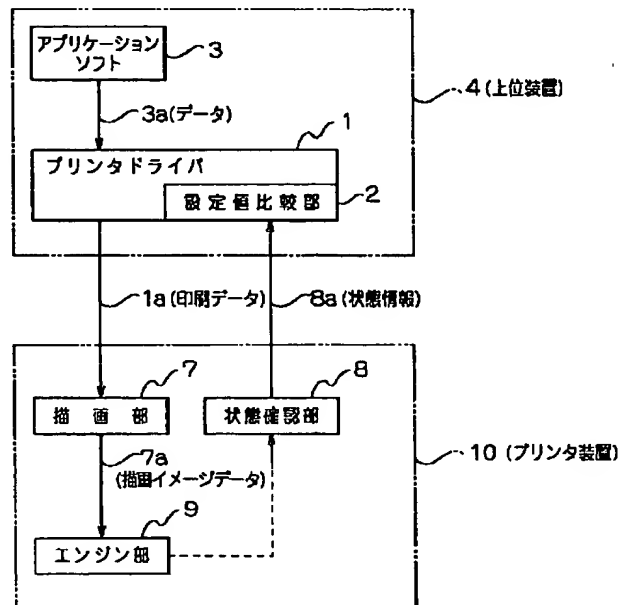 アプリケーション
ソフト
3
4(上位装置)
3a(データ)
1
プリンタドライバ
設定値比較部
2
1a(印刷データ)
8a(状態情報)
7
8
描画部
状態確認部
10(プリンタ装置)
7a
(描画イメージデータ)
9
エンジン部